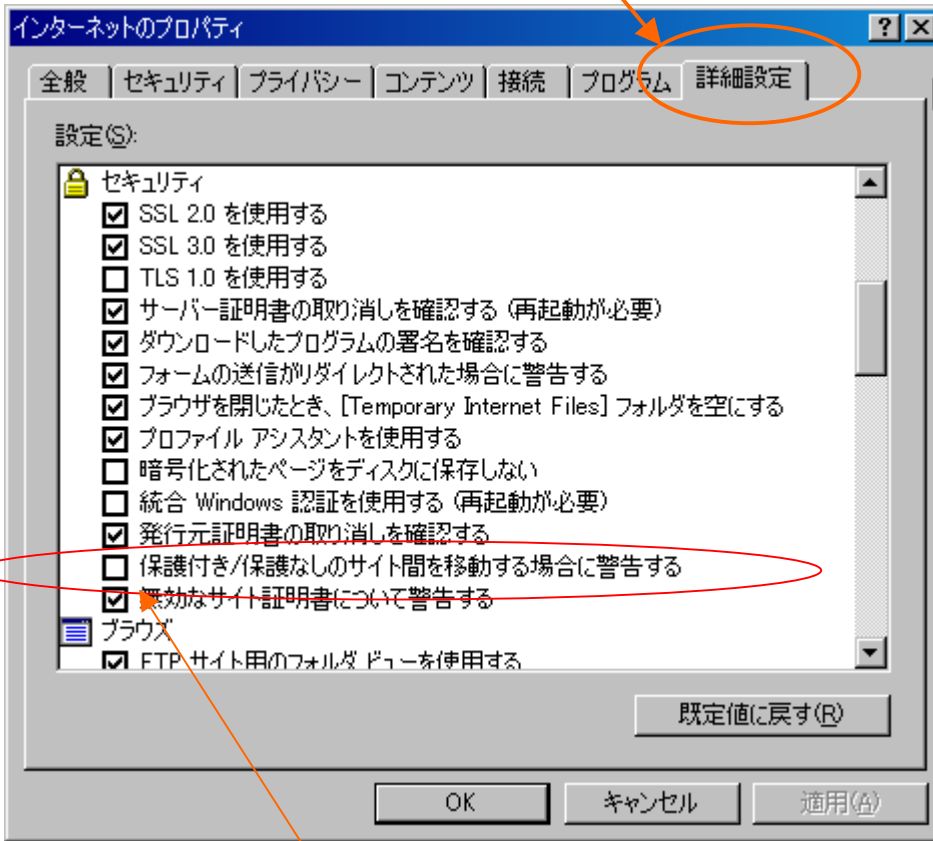 インターネットのプロパティ
全般 セキュリティ プライバシー コンテンツ 接続 プログラム 詳細設定
設定(S):
セキュリティ
SSL 2.0 を使用する
SSL 3.0 を使用する
TLS 1.0 を使用する
サーバー証明書の取り消しを確認する (再起動が必要)
ダウンロードしたプログラムの署名を確認する
フォームの送信がリダイレクトされた場合に警告する
ブラウザを閉じたとき、[Temporary Internet Files] フォルダを空にする
プロファイル アシスタントを使用する
暗号化されたページをディスクに保存しない
統合 Windows 認証を使用する (再起動が必要)
発行元証明書の取り消しを確認する
保護付き/保護なしのサイト間を移動する場合に警告する
無効なサイト証明書について警告する
ブラウズ
FTP サイト用のフォルダ ビューを使用する
既定値に戻す(R)
OK キャンセル 適用(A)